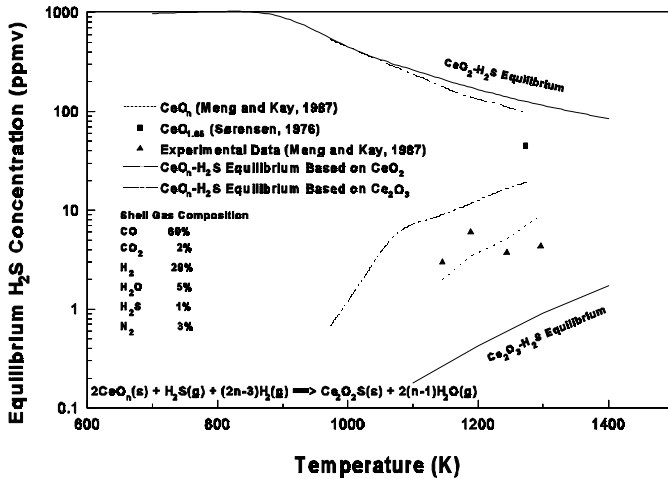 Equilibrium H2S Concentration (ppmv)
1000
100
10
1
0.1
CeO2-H2S Equilibrium
CeOn (Meng and Kay, 1987)
CeO1.65 (Sørensen, 1976)
Experimental Data (Meng and Kay, 1987)
CeOn-H2S Equilibrium Based on CeO2
CeOn-H2S Equilibrium Based on Ce2O3
Shell Gas Composition
CO 69%
CO2 2%
H2 29%
H2O 5%
H2S 1%
N2 3%
Ce2O3-H2S Equilibrium
2CeOn(s) + H2S(g) + (2n-3)H2(g) ⟹ Ce2O2S(s) + 2(n-1)H2O(g)
600 800 1000 1200 1400
Temperature (K)